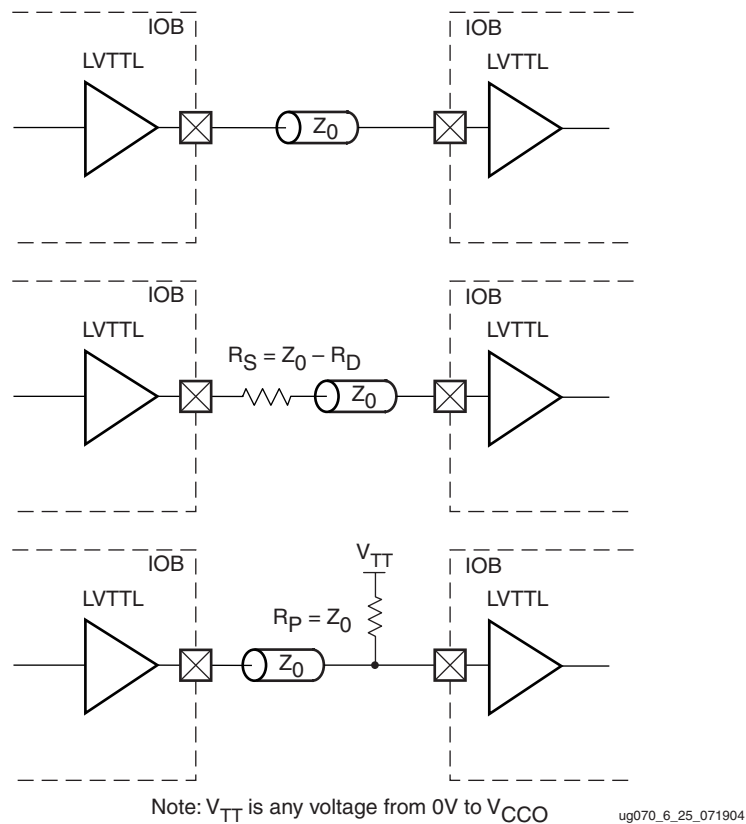 IOB
IOB
LVTTL
LVTTL
Z0
IOB
IOB
LVTTL
LVTTL
RS = Z0 – RD
Z0
IOB
VTT
IOB
LVTTL
LVTTL
RP = Z0
Z0
Note: VTT is any voltage from 0V to VCCO
ug070_6_25_071904